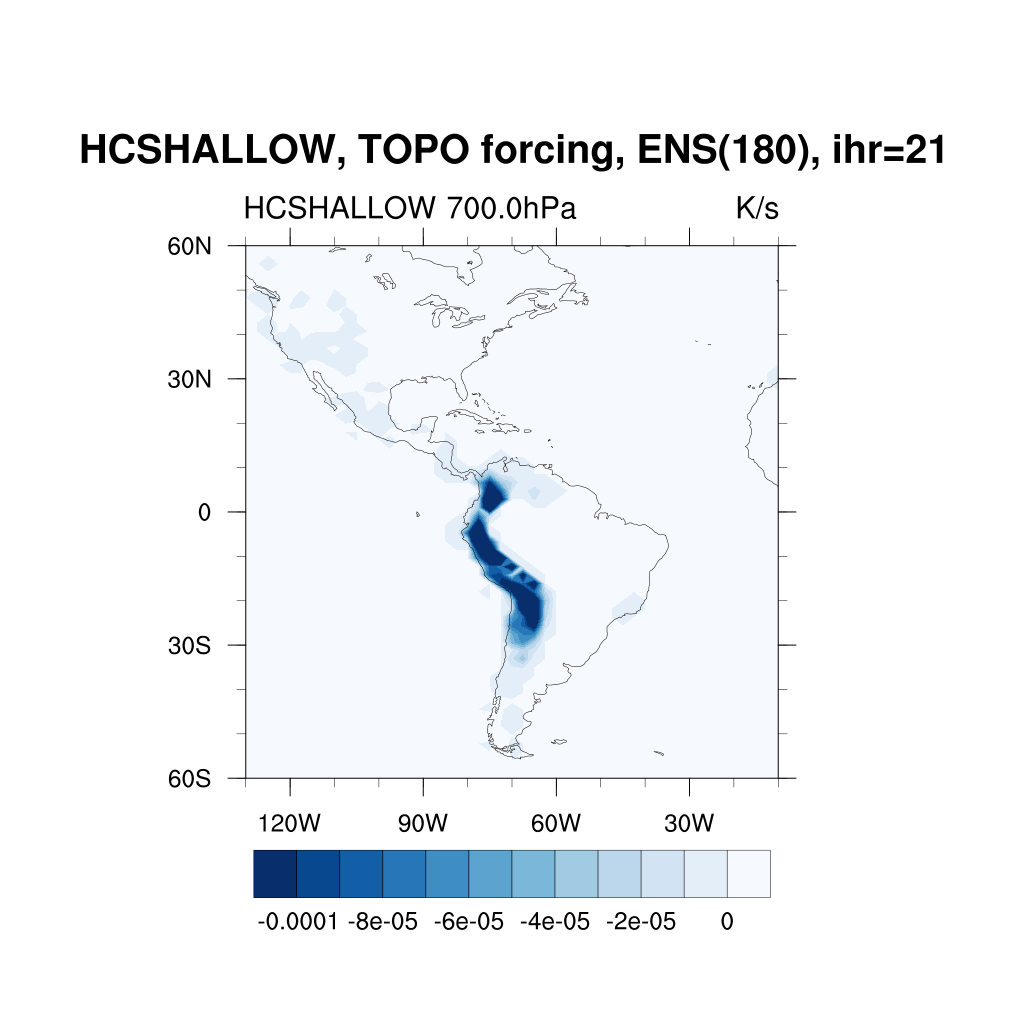 HCSHALLOW, TOPO forcing, ENS(180), ihr=21
HCSHALLOW 700.0hPa K/s
60N
30N
0
30S
60S
120W 90W 60W 30W
-0.0001 -8e-05 -6e-05 -4e-05 -2e-05 0